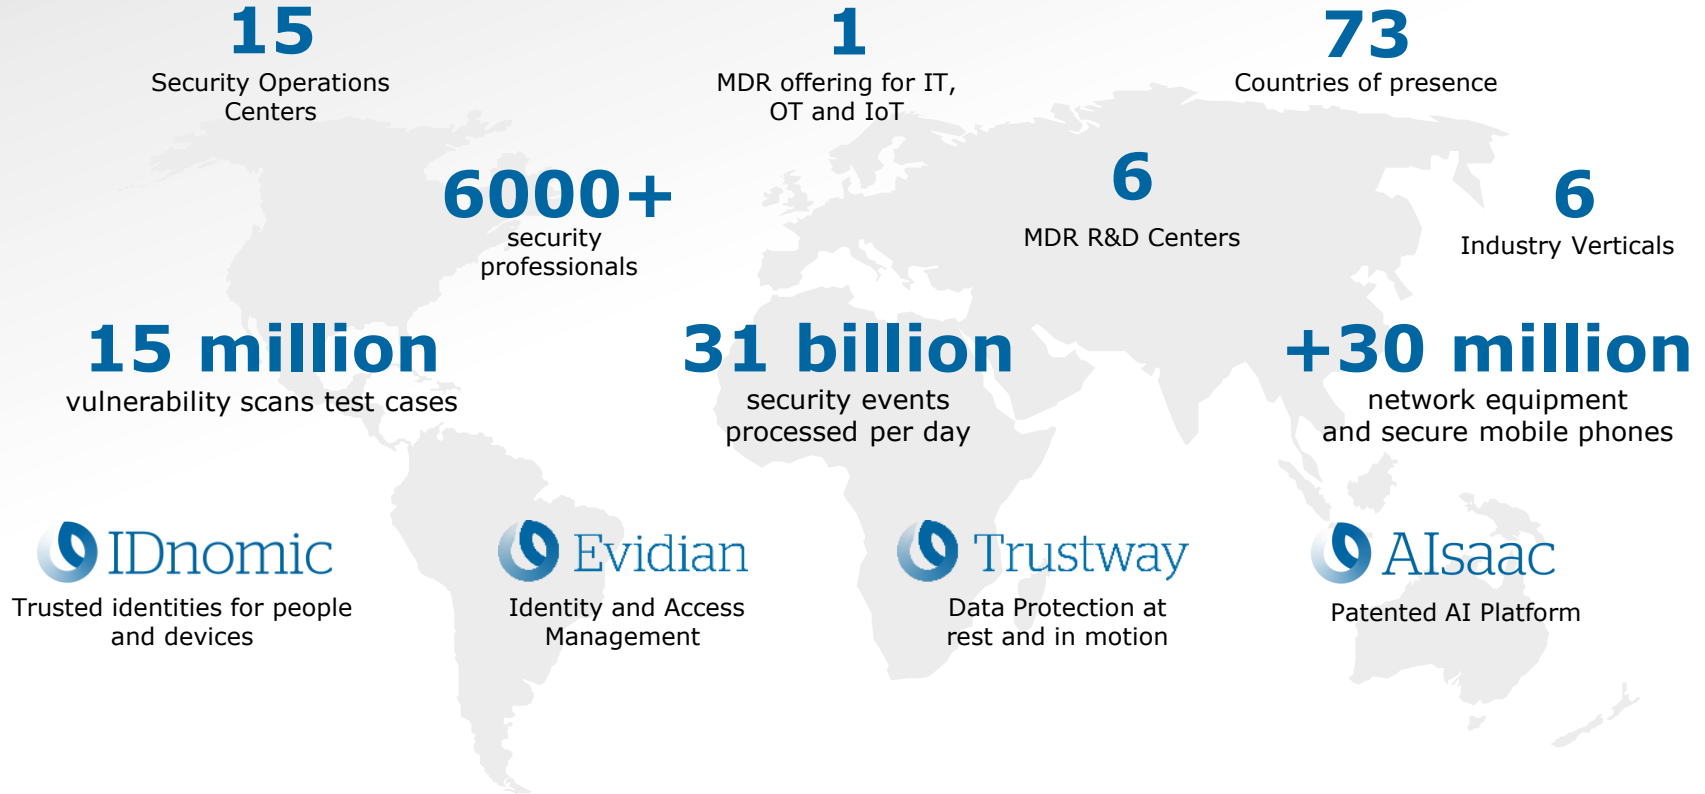 15
Security Operations
Centers
1
MDR offering for IT,
OT and IoT
73
Countries of presence
6000+
security
professionals
6
MDR R&D Centers
6
Industry Verticals
15 million
vulnerability scans test cases
31 billion
security events
processed per day
+30 million
network equipment
and secure mobile phones
IDnomic
Trusted identities for people
and devices
Evidian
Identity and Access
Management
Trustway
Data Protection at
rest and in motion
AIsaac
Patented AI Platform